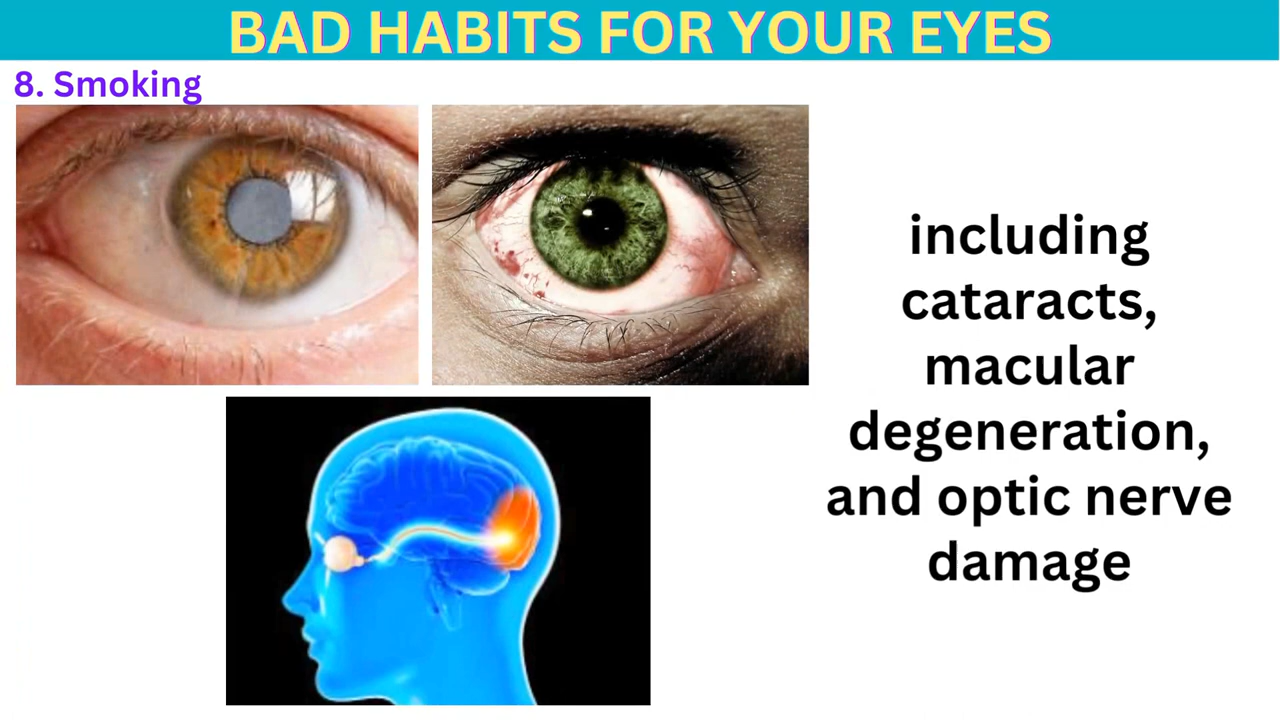 BAD HABITS FOR YOUR EYES
8. Smoking
including
cataracts,
macular
degeneration,
and optic nerve
damage